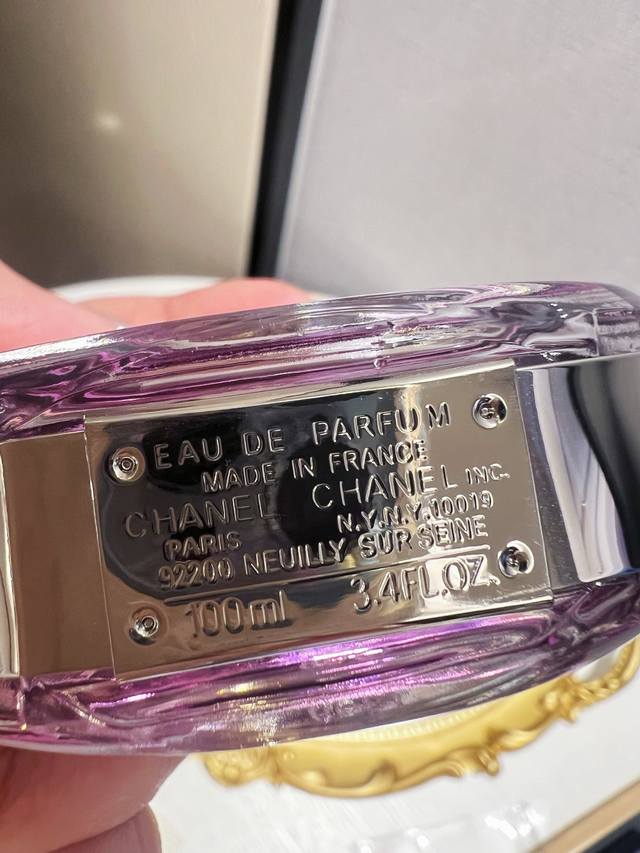 EAU DE PARFUM
MADE IN FRANCE
CHANEL CHANEL INC.
PARIS N.Y.N.Y.10019
92200 NEUILLY SUR SEINE
100ml 3.4FL.OZ.